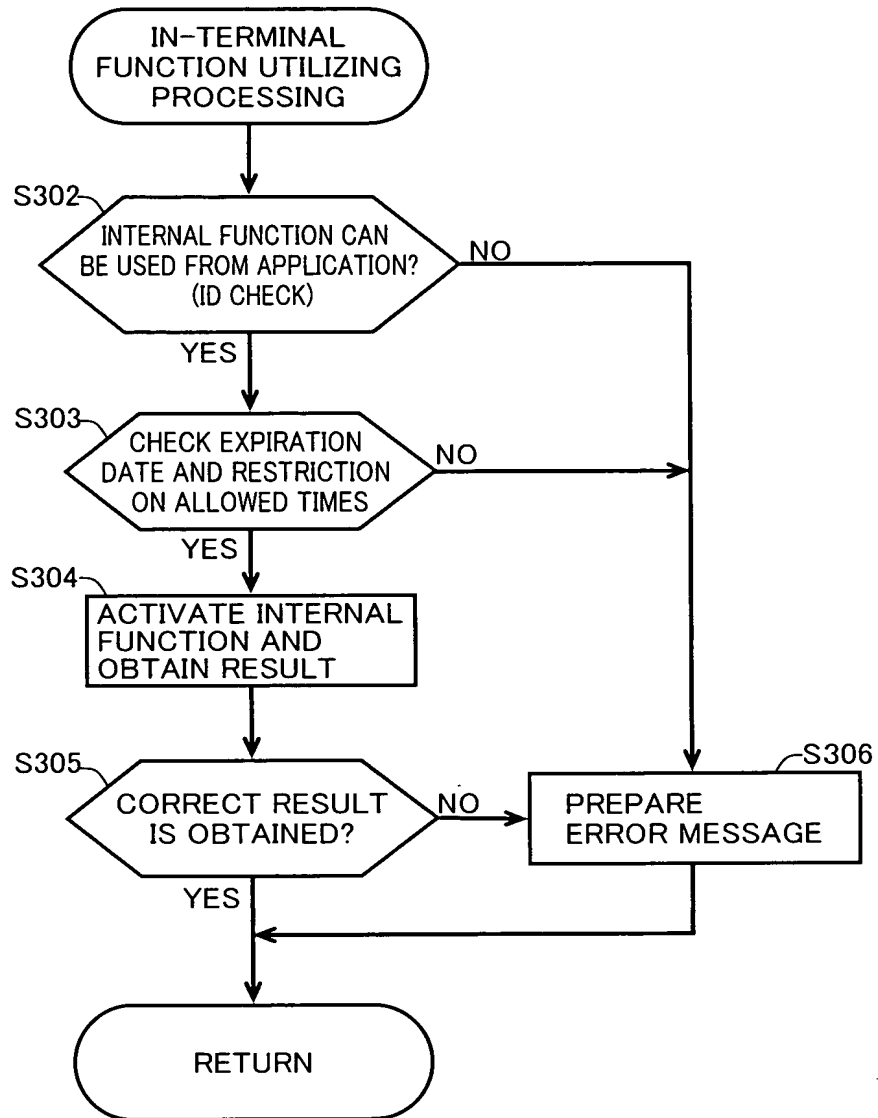 IN-TERMINAL
FUNCTION UTILIZING
PROCESSING
S302
INTERNAL FUNCTION CAN
BE USED FROM APPLICATION?
(ID CHECK)
NO
YES
S303
CHECK EXPIRATION
DATE AND RESTRICTION
ON ALLOWED TIMES
NO
YES
S304
ACTIVATE INTERNAL
FUNCTION AND
OBTAIN RESULT
S305
CORRECT RESULT
IS OBTAINED?
NO
YES
S306
PREPARE
ERROR MESSAGE
RETURN